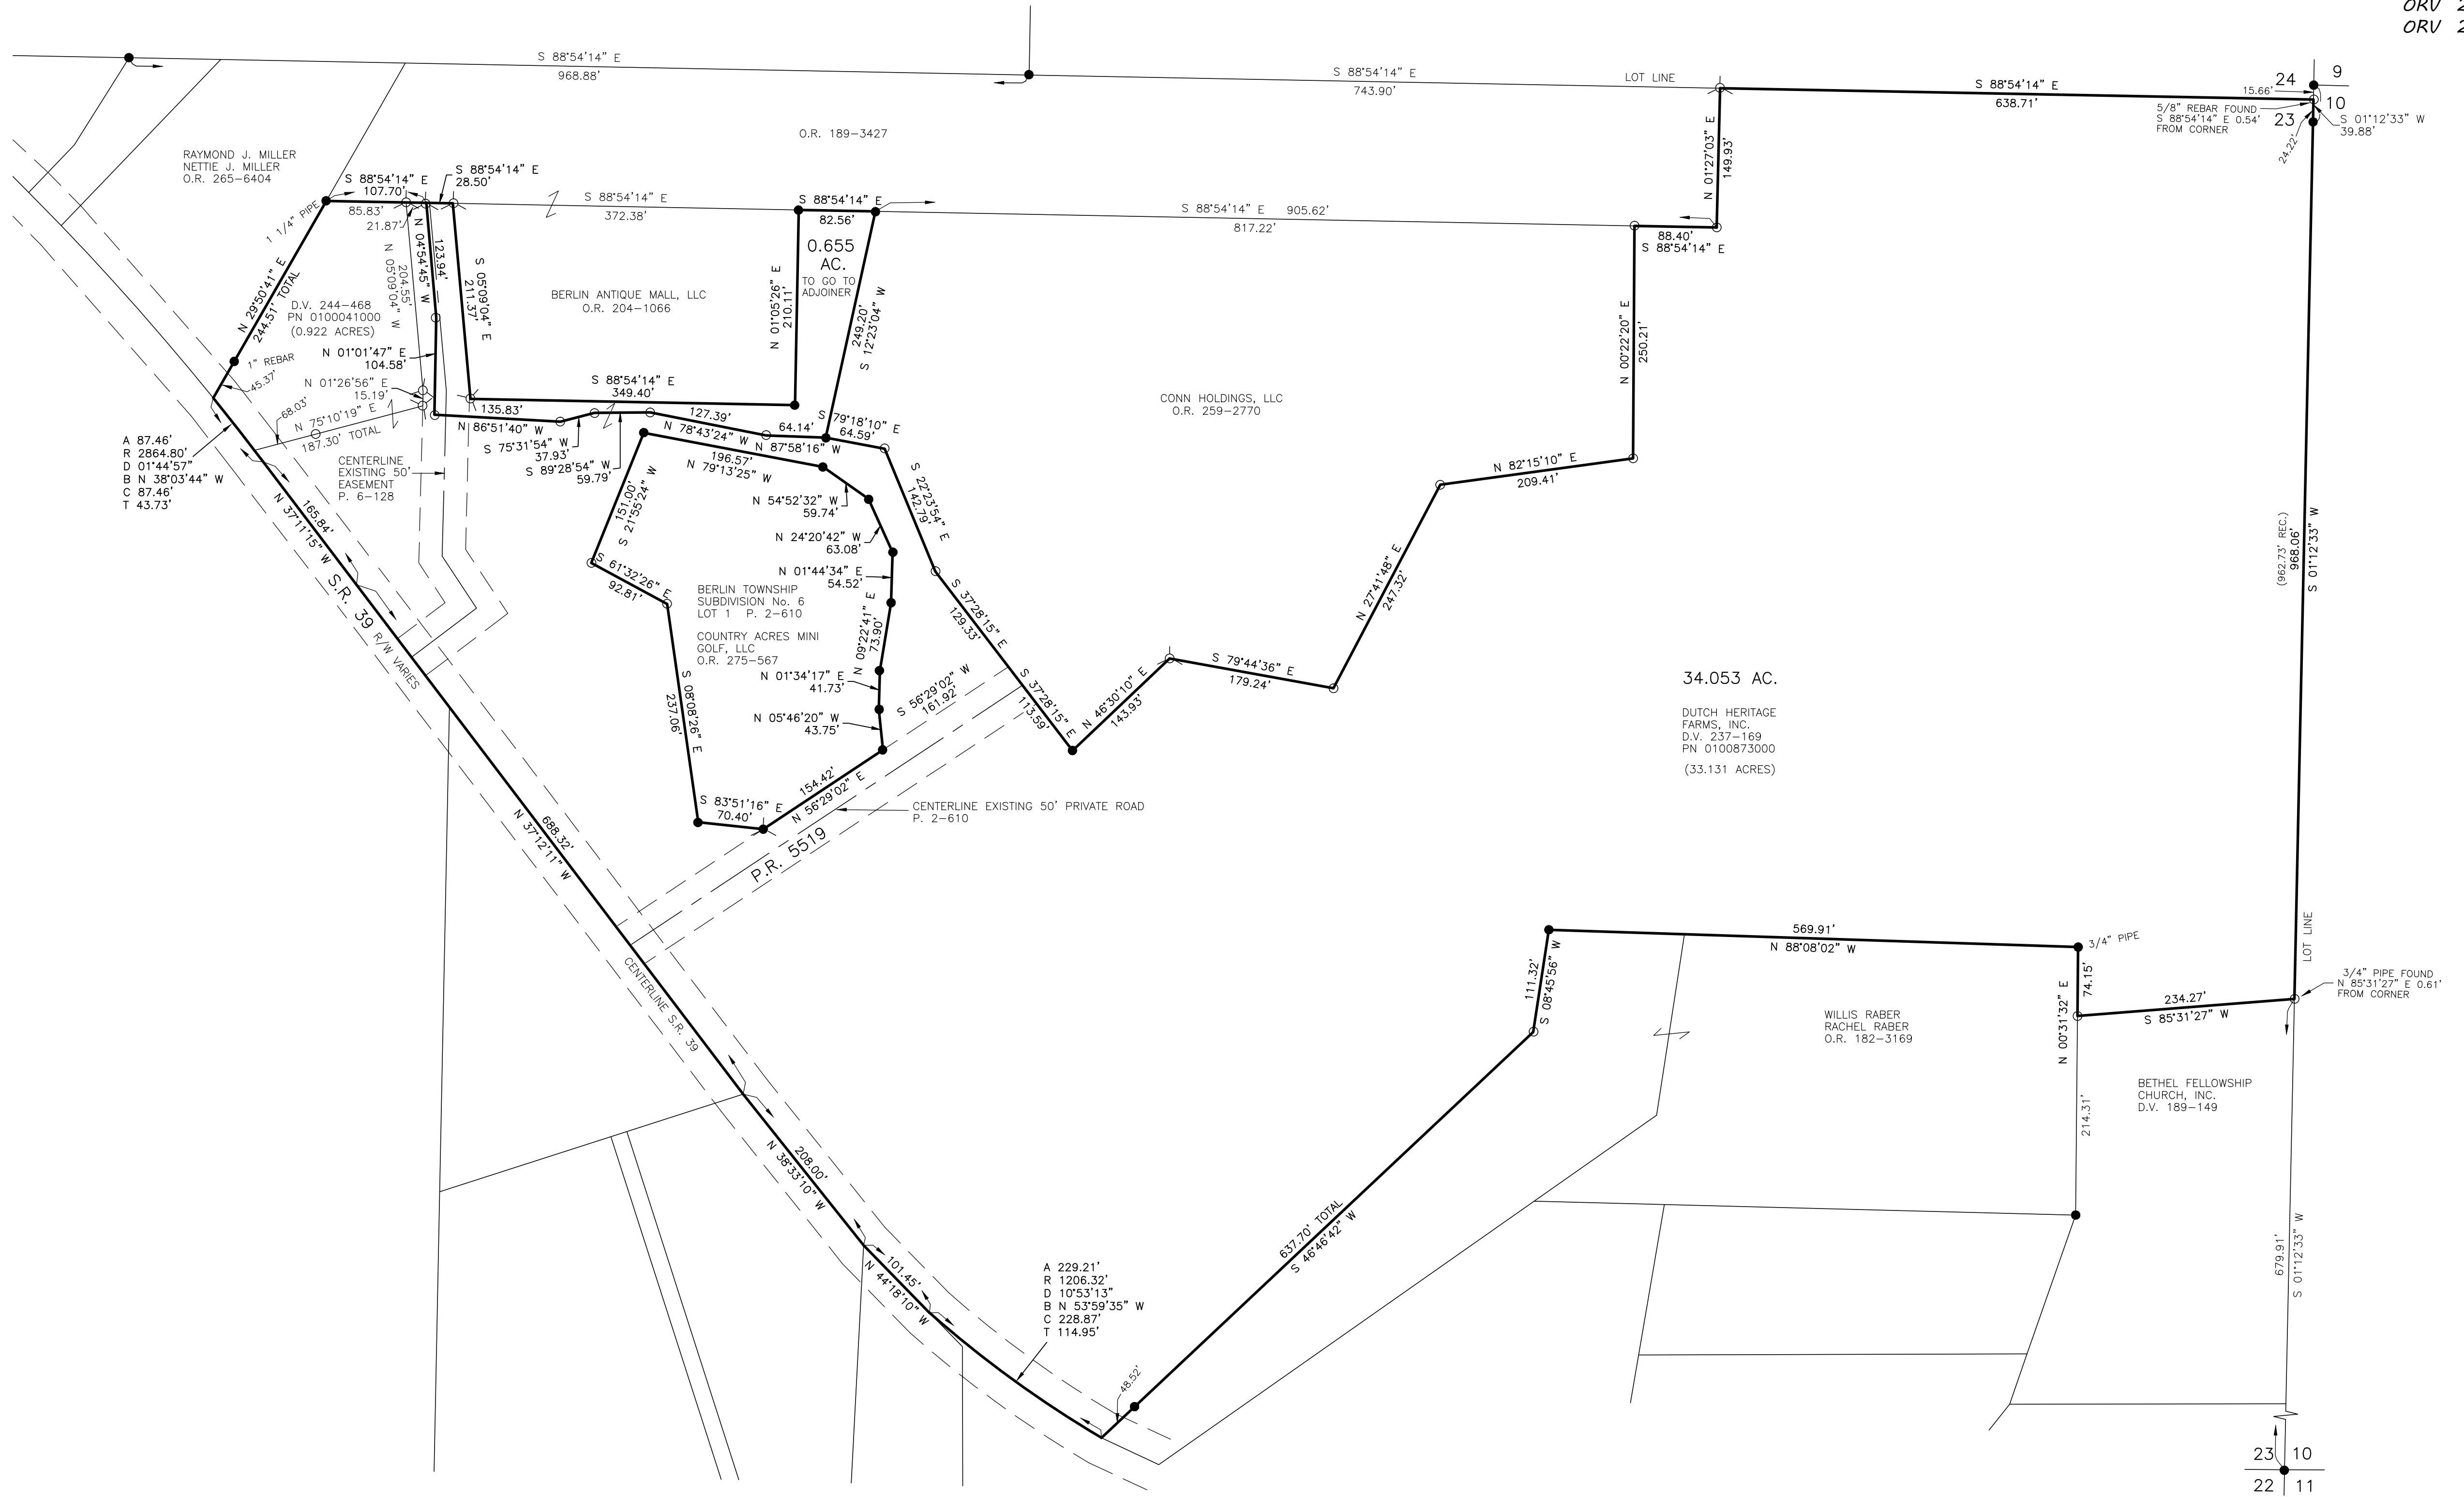 ORV 2
ORV 2
S 88°54'14" E
968.88'
S 88°54'14" E
743.90'
LOT LINE
S 88°54'14" E
638.71'
24
9
15.66'
10
5/8" REBAR FOUND
S 88°54'14" E 0.54'
FROM CORNER
23
S 01°12'33" W
39.88'
24.22'
O.R. 189-3427
RAYMOND J. MILLER
NETTIE J. MILLER
O.R. 265-6404
S 88°54'14" E
107.70'
S 88°54'14" E
28.50'
85.83'
21.87'
1 1/4" PIPE
S 88°54'14" E
372.38'
S 88°54'14" E
82.56'
S 88°54'14" E 905.62'
817.22'
N 01°27'03" E
149.93'
88.40'
S 88°54'14" E
0.655
AC.
TO GO TO
ADJOINER
N 01°05'26" E
210.11'
249.20'
S 12°23'04" W
N 04°54'45" W
123.94'
204.55'
N 05°09'04" W
S 05°09'04" E
211.37'
BERLIN ANTIQUE MALL, LLC
O.R. 204-1066
N 29°50'41" E
244.51' TOTAL
D.V. 244-468
PN 0100041000
(0.922 ACRES)
N 00°22'20" E
250.21'
N 01°01'47" E
104.58'
1" REBAR
45.37'
N 01°26'56" E
15.19'
68.03'
N 75°10'19" E
187.30' TOTAL
S 88°54'14" E
349.40'
CONN HOLDINGS, LLC
O.R. 259-2770
135.83'
N 86°51'40" W
S 75°31'54" W
37.93'
S 89°28'54" W
59.79'
127.39'
N 78°43'24" W
64.14'
N 87°58'16" W
S 79°18'10" E
64.59'
A 87.46'
R 2864.80'
D 01°44'57"
B N 38°03'44" W
C 87.46'
T 43.73'
CENTERLINE
EXISTING 50'
EASEMENT
P. 6-128
165.84'
N 37°11'15" W
196.57'
N 79°13'25" W
151.00'
S 21°55'24" W
N 54°52'32" W
59.74'
S 22°23'54" E
142.79'
N 82°15'10" E
209.41'
N 24°20'42" W
63.08'
N 01°44'34" E
54.52'
S 61°32'26" E
92.81'
BERLIN TOWNSHIP
SUBDIVISION No. 6
LOT 1 P. 2-610
COUNTRY ACRES MINI
GOLF, LLC
O.R. 275-567
N 09°22'41" E
73.90'
S 37°28'15" E
129.33'
N 27°41'48" E
247.32'
(962.73' REC.)
968.06'
S 01°12'33" W
S.R. 39 R/W VARIES
N 01°34'17" E
41.73'
S 56°29'02" W
161.92'
S 37°28'15" E
113.59'
N 46°30'10" E
143.93'
S 79°44'36" E
179.24'
34.053 AC.
DUTCH HERITAGE
FARMS, INC.
D.V. 237-169
PN 0100873000
(33.131 ACRES)
S 08°08'26" E
237.06'
N 05°46'20" W
43.75'
S 83°51'16" E
70.40'
154.42'
N 56°29'02" E
CENTERLINE EXISTING 50' PRIVATE ROAD
P. 2-610
P.R. 5519
688.32'
N 37°12'11" W
CENTERLINE S.R. 39
569.91'
N 88°08'02" W
3/4" PIPE
111.32'
S 08°45'56" W
74.15'
N 00°31'32" E
234.27'
S 85°31'27" W
LOT LINE
3/4" PIPE FOUND
N 85°31'27" E 0.61'
FROM CORNER
WILLIS RABER
RACHEL RABER
O.R. 182-3169
214.31'
BETHEL FELLOWSHIP
CHURCH, INC.
D.V. 189-149
208.00'
N 38°33'10" W
637.70' TOTAL
S 46°46'42" W
679.91'
S 01°12'33" W
101.45'
N 44°18'10" W
A 229.21'
R 1206.32'
D 10°53'13"
B N 53°59'35" W
C 228.87'
T 114.95'
48.52'
23
10
22
11